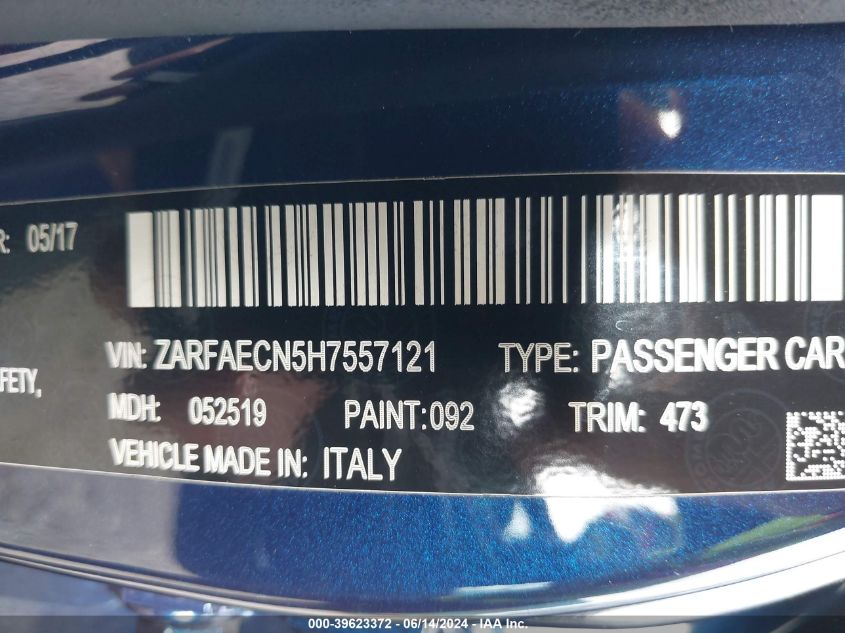 R: 05/17
VIN: ZARFAECN5H7557121 TYPE: PASSENGER CAR
FETY,
MDH: 052519 PAINT:092 TRIM: 473
VEHICLE MADE IN: ITALY
000-39623372 - 06/14/2024 - IAA Inc.